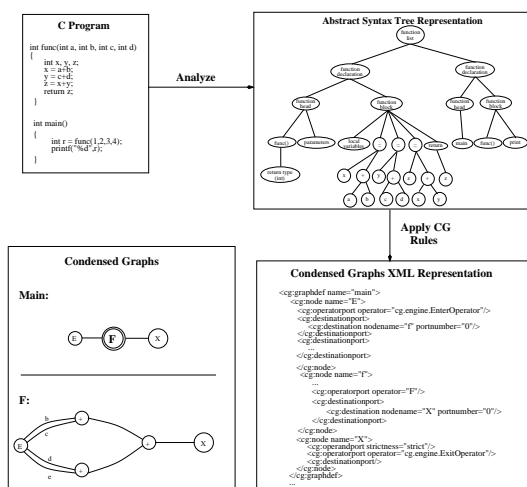 C Program
int func(int a, int b, int c, int d)
{
int x, y, z;
x = a+b;
y = c+d;
z = x+y;
return z;
}
int main()
{
int r = func(1,2,3,4);
printf("%d",r);
}
Analyze
Abstract Syntax Tree Representation
function list
function declaration
function declaration
function head
function block
function head
function block
func()
parameters
local variables
=
=
=
return
main
func()
print
return type (int)
x
+
y
+
z
+
z
a
b
c
d
x
y
Apply CG
Rules
Condensed Graphs
Main:
E
F
X
F:
b
c
d
e
E
+
+
+
X
Condensed Graphs XML Representation
<cg:graphdef name="main">
<cg:node name="E">
<cg:operatorport operator="cg.engine.EnterOperator"/>
<cg:destinationport>
<cg:destination nodename="f" portnumber="0"/>
</cg:destinationport>
<cg:destinationport>
...
</cg:destinationport>
</cg:node>
<cg:node name="f">
...
<cg:operatorport operator="F"/>
<cg:destinationport>
<cg:destination nodename="X" portnumber="0"/>
</cg:destinationport>
</cg:node>
<cg:node name="X">
<cg:operandport strictness="strict"/>
<cg:operatorport operator="cg.engine.ExitOperator"/>
<cg:destinationport/>
</cg:node>
</cg:graphdef>
...